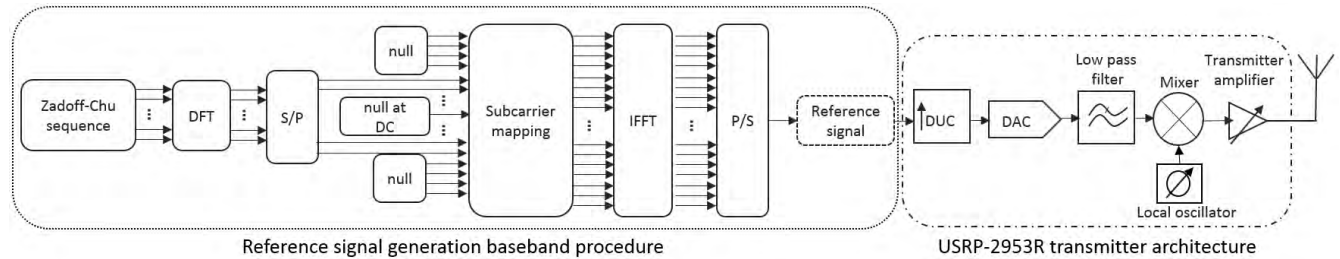 null
Zadoff-Chu
sequence
DFT
S/P
null at
DC
null
Subcarrier
mapping
IFFT
P/S
Reference
signal
DUC
DAC
Low pass
filter
Mixer
Transmitter
amplifier
Local oscillator
Reference signal generation baseband procedure
USRP-2953R transmitter architecture